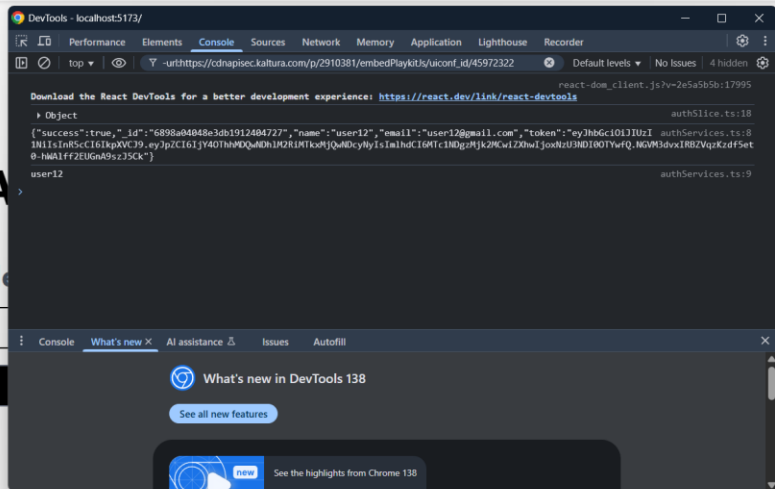 DevTools - localhost:5173/
Performance Elements Console Sources Network Memory Application Lighthouse Recorder
top -url:https://cdnapisec.kaltura.com/p/2910381/embedPlaykitJs/uiconf_id/45972322 Default levels No Issues 4 hidden
react-dom_client.js?v=2e5a5b5b:17995
Download the React DevTools for a better development experience: https://react.dev/link/react-devtools
Object authSlice.ts:18
{"success":true,"_id":"6898a04048e3db1912404727","name":"user12","email":"user12@gmail.com","token":"eyJhbGciOiJIUzI authServices.ts:8
user12 authServices.ts:9
Console What's new AI assistance Issues Autofill
What's new in DevTools 138
See all new features
new See the highlights from Chrome 138